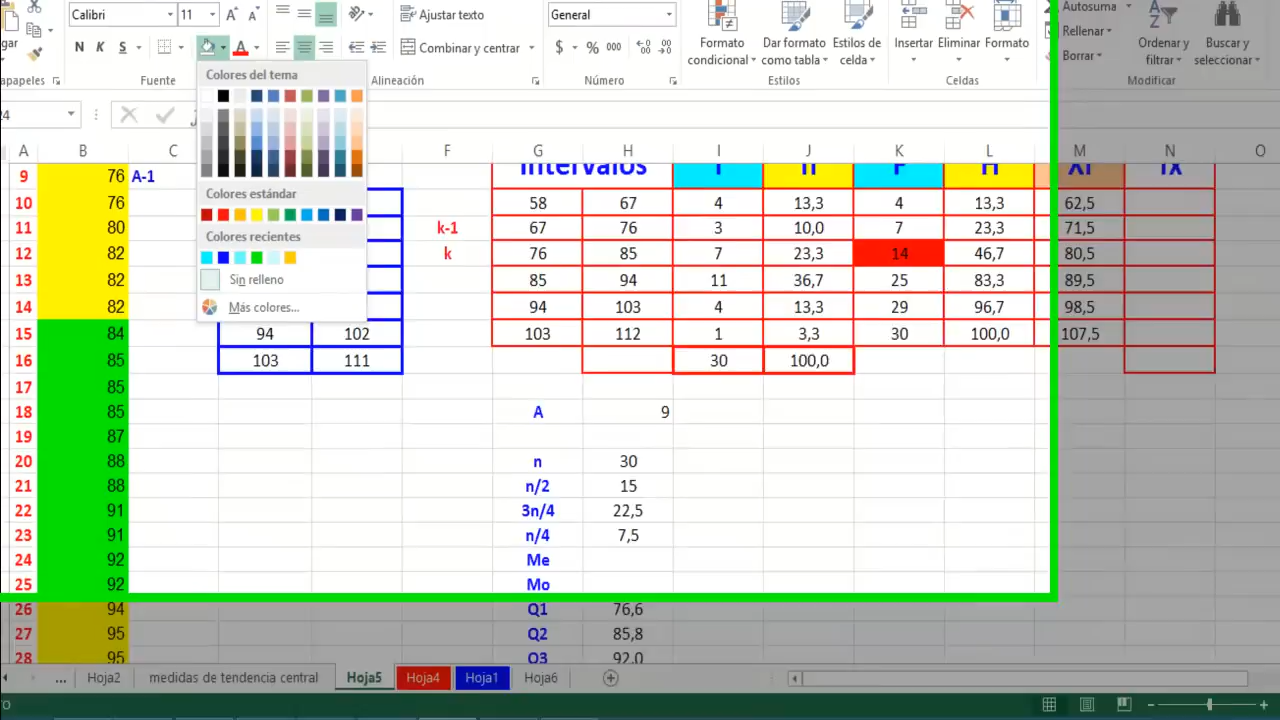 Calibri 11 A A Ajustar texto General
gar
N K S A Combinar y centrar $ % 000 Formato condicional Dar formato como tabla Estilos de celda Insertar Eliminar Formato
Autosuma
Rellenar
Borrar
Ordenar y filtrar Buscar y seleccionar
apapeles Fuente Alineación Número Estilos Celdas Modificar
Colores del tema
Colores estándar
Colores recientes
Sin relleno
Más colores...
24
A B C F G H I J K L M N O
9 76 A-1 Intervalos
10 76 58 67 4 13,3 4 13,3 62,5
11 80 k-1 67 76 3 10,0 7 23,3 71,5
12 82 k 76 85 7 23,3 14 46,7 80,5
13 82 85 94 11 36,7 25 83,3 89,5
14 82 94 103 4 13,3 29 96,7 98,5
15 84 94 102 103 112 1 3,3 30 100,0 107,5
16 85 103 111 30 100,0
17 85
18 85 A 9
19 87
20 88 n 30
21 88 n/2 15
22 91 3n/4 22,5
23 91 n/4 7,5
24 92 Me
25 92 Mo
26 94 Q1 76,6
27 95 Q2 85,8
28 95 Q3 92,0
... Hoja2 medidas de tendencia central Hoja5 Hoja4 Hoja1 Hoja6